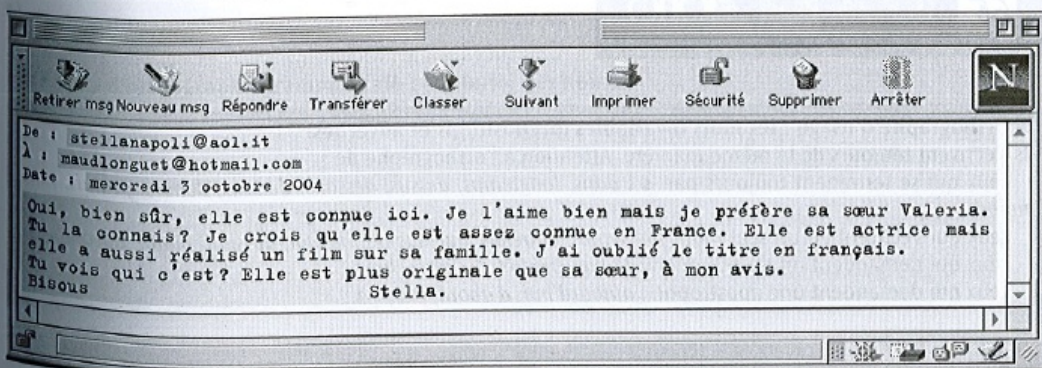 Retirer msg Nouveau msg Répondre Transférer Classer Suivant Imprimer Sécurité Supprimer Arrêter
N
De : stellanapoli@aol.it
À : maudlonguet@hotmail.com
Date : mercredi 3 octobre 2004
Oui, bien sûr, elle est connue ici. Je l'aime bien mais je préfère sa sœur Valeria.
Tu la connais? Je crois qu'elle est assez connue en France. Elle est actrice mais
elle a aussi réalisé un film sur sa famille. J'ai oublié le titre en français.
Tu vois qui c'est? Elle est plus originale que sa sœur, à mon avis.
Bisous Stella.